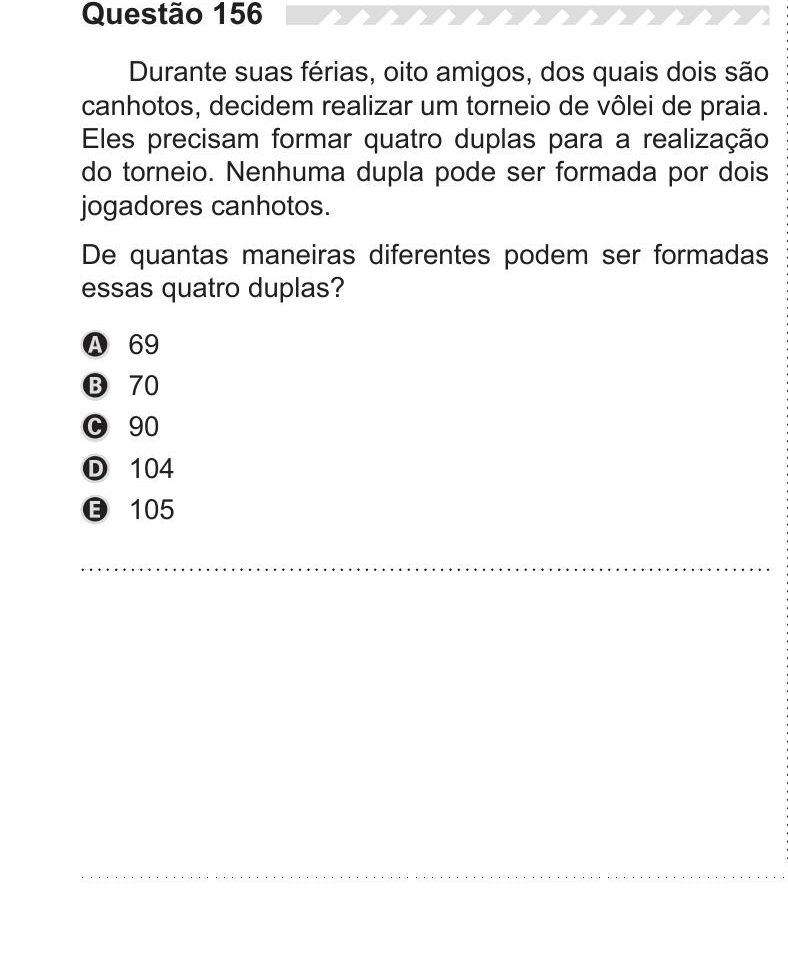 Questão 156
Durante suas férias, oito amigos, dos quais dois são
canhotos, decidem realizar um torneio de vôlei de praia.
Eles precisam formar quatro duplas para a realização
do torneio. Nenhuma dupla pode ser formada por dois
jogadores canhotos.
De quantas maneiras diferentes podem ser formadas
essas quatro duplas?
A 69
B 70
C 90
D 104
E 105